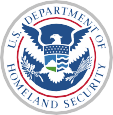 U.S. DEPARTMENT OF
HOMELAND SECURITY